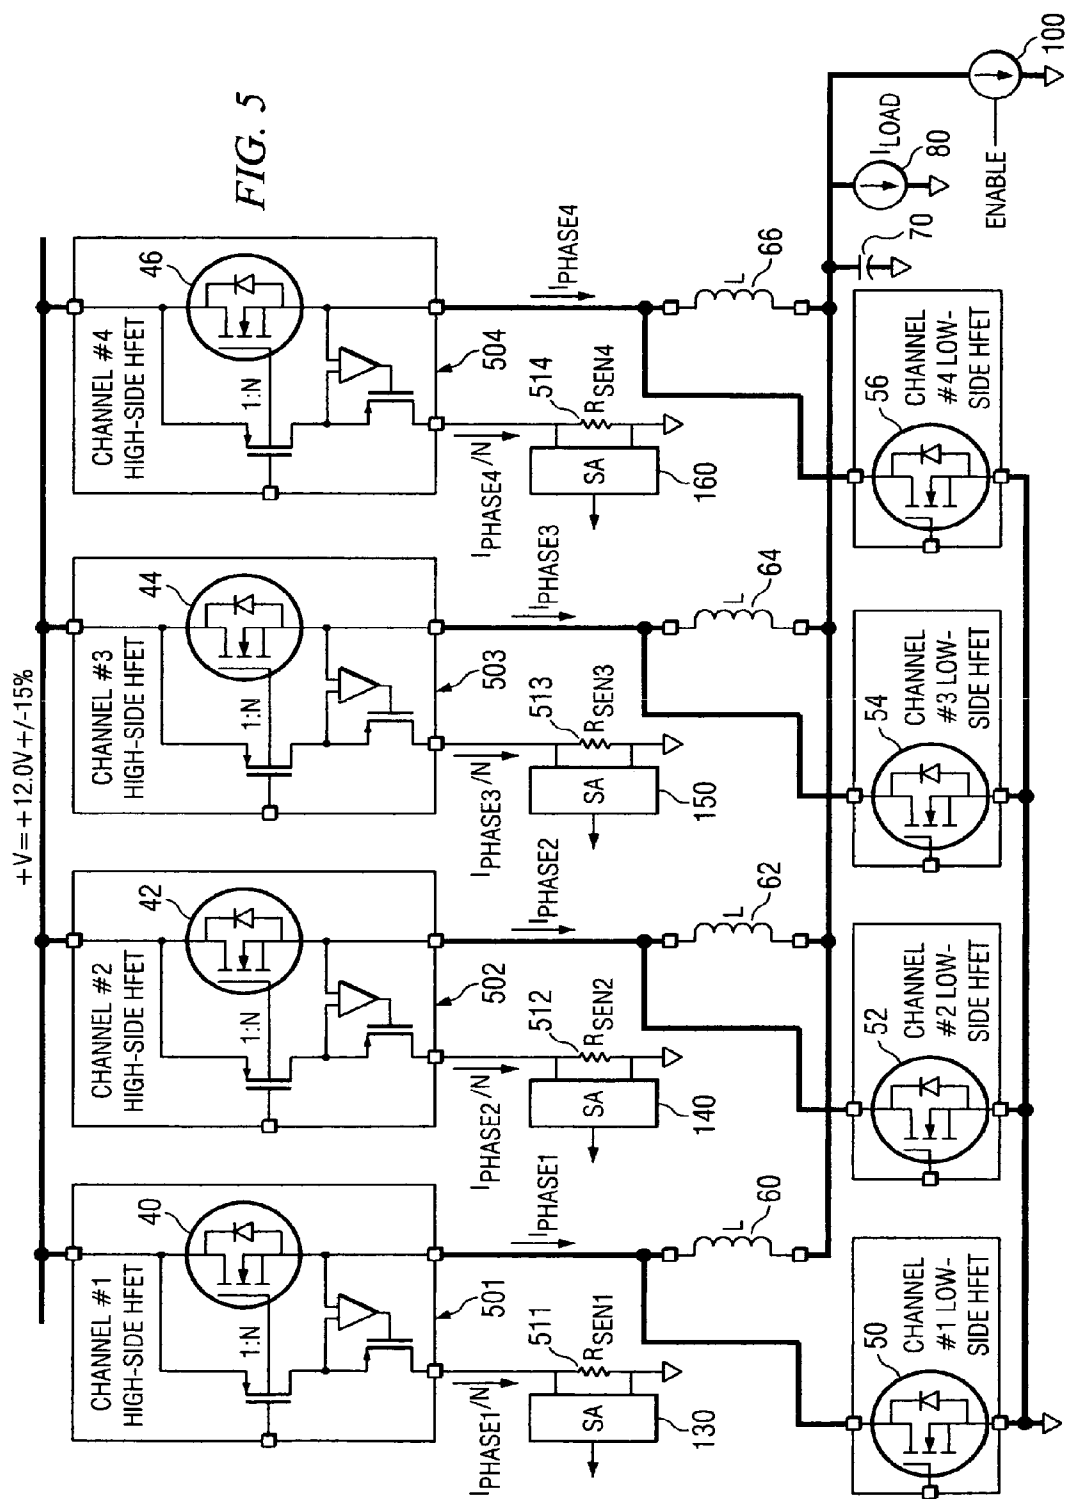 +V=+12.0V+/-15%
FIG. 5
CHANNEL #1
HIGH-SIDE HFET
40
1:N
501
IPHASE1/N
IPHASE1
511
RSEN1
SA
130
L
60
CHANNEL
#1 LOW-
SIDE HFET
50
CHANNEL #2
HIGH-SIDE HFET
42
1:N
502
IPHASE2/N
IPHASE2
512
RSEN2
SA
140
L
62
CHANNEL
#2 LOW-
SIDE HFET
52
CHANNEL #3
HIGH-SIDE HFET
44
1:N
503
IPHASE3/N
IPHASE3
513
RSEN3
SA
150
L
64
CHANNEL
#3 LOW-
SIDE HFET
54
CHANNEL #4
HIGH-SIDE HFET
46
1:N
504
IPHASE4/N
IPHASE4
514
RSEN4
SA
160
L
66
CHANNEL
#4 LOW-
SIDE HFET
56
70
ILOAD
80
ENABLE
100